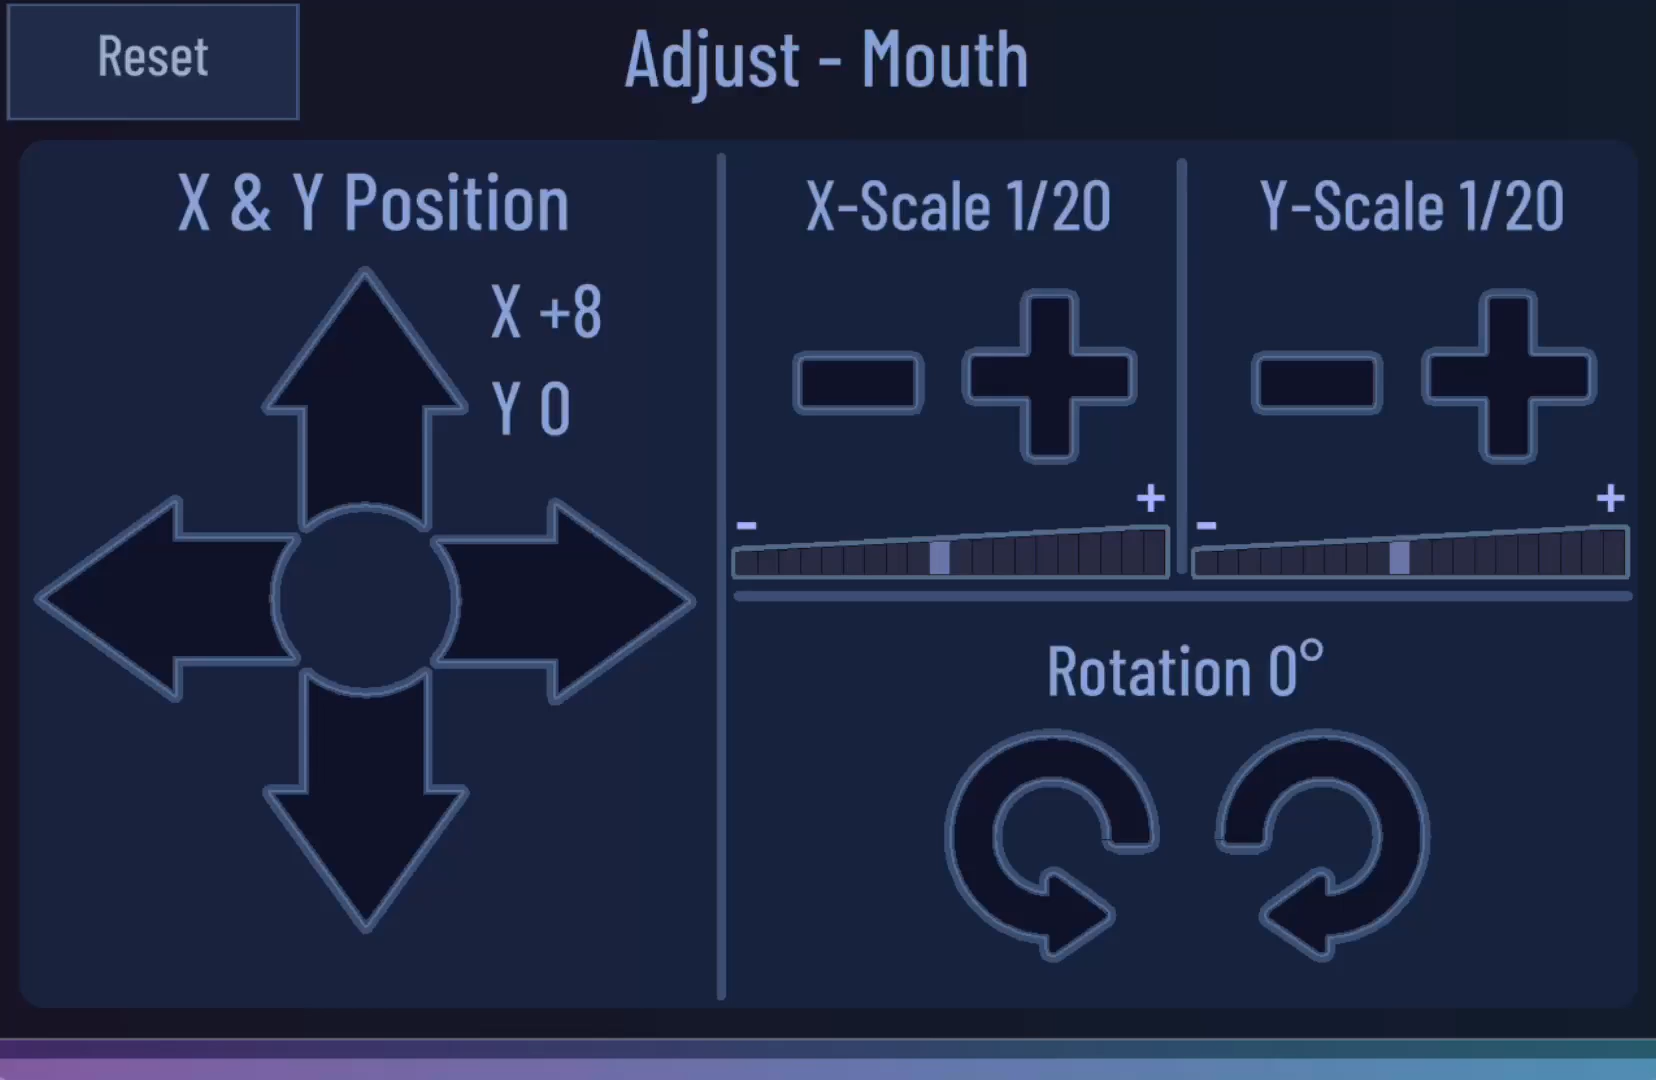 Reset
Adjust - Mouth
X & Y Position
X +8
Y 0
X-Scale 1/20
- +
Y-Scale 1/20
- +
Rotation 0°